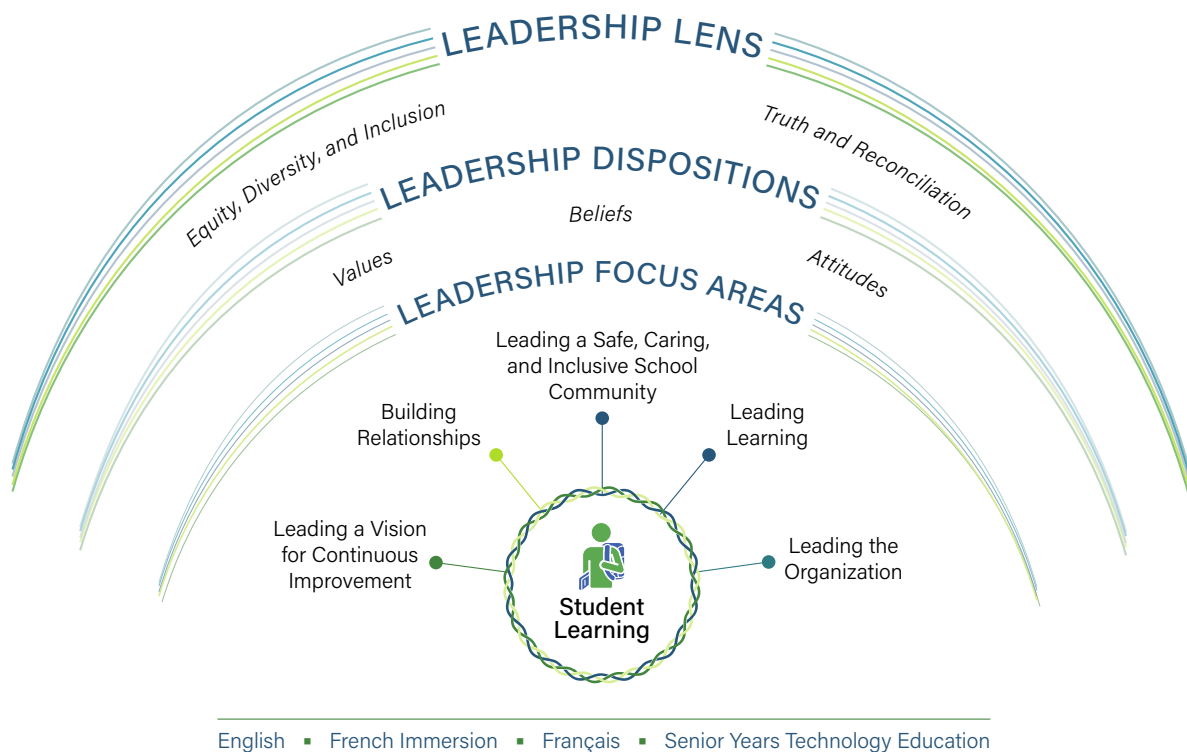 LEADERSHIP LENS
Equity, Diversity, and Inclusion
Truth and Reconciliation
LEADERSHIP DISPOSITIONS
Values
Beliefs
Attitudes
LEADERSHIP FOCUS AREAS
Leading a Vision
for Continuous
Improvement
Building
Relationships
Leading a Safe, Caring,
and Inclusive School
Community
Leading
Learning
Leading the
Organization
Student
Learning
English ▪ French Immersion ▪ Français ▪ Senior Years Technology Education